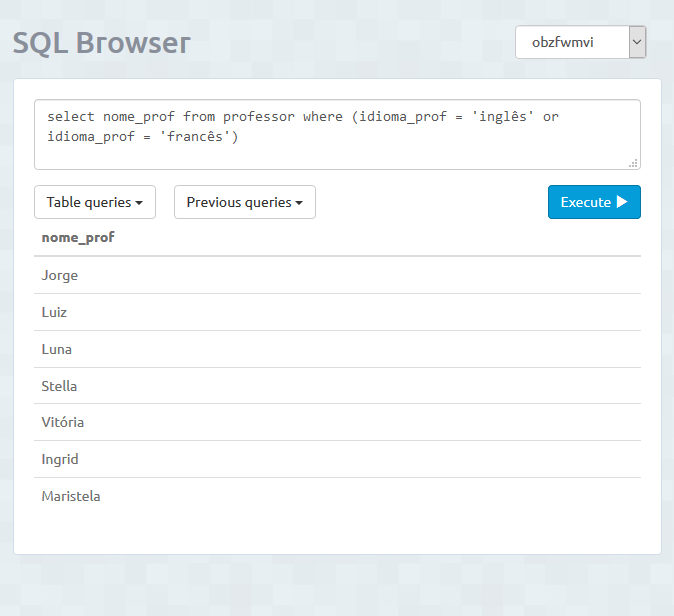 SQL Browser
obzfwmvi
select nome_prof from professor where (idioma_prof = 'inglês' or
idioma_prof = 'francês')
Table queries
Previous queries
Execute
nome_prof
Jorge
Luiz
Luna
Stella
Vitória
Ingrid
Maristela